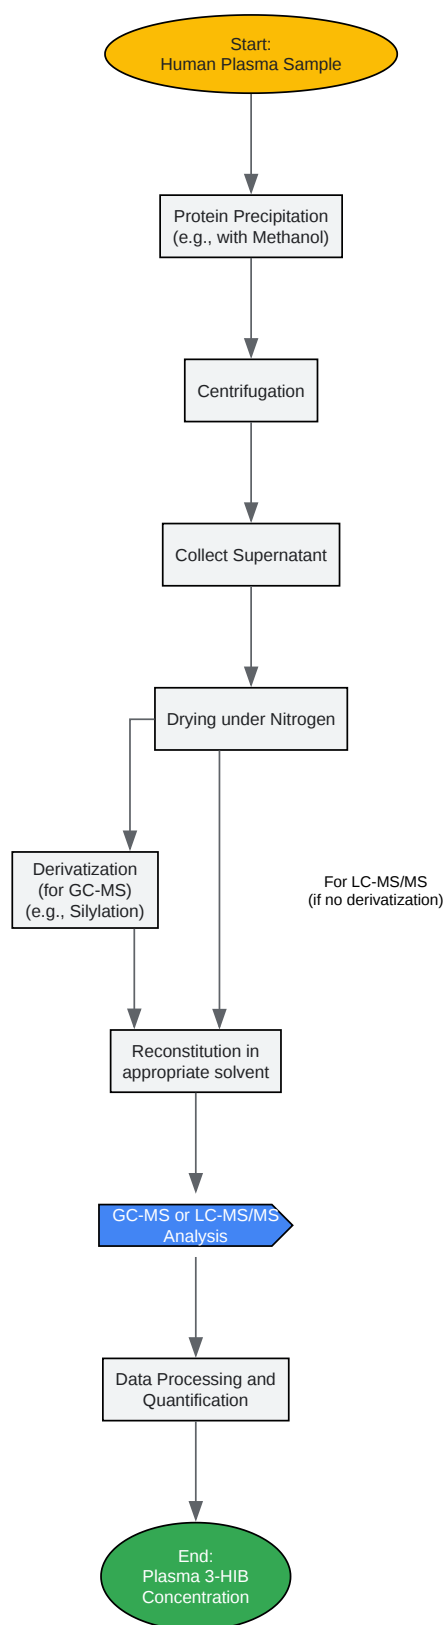 Start:
Human Plasma Sample
Protein Precipitation
(e.g., with Methanol)
Centrifugation
Collect Supernatant
Drying under Nitrogen
Derivatization
(for GC-MS)
(e.g., Silylation)
For LC-MS/MS
(if no derivatization)
Reconstitution in
appropriate solvent
GC-MS or LC-MS/MS
Analysis
Data Processing and
Quantification
End:
Plasma 3-HIB
Concentration